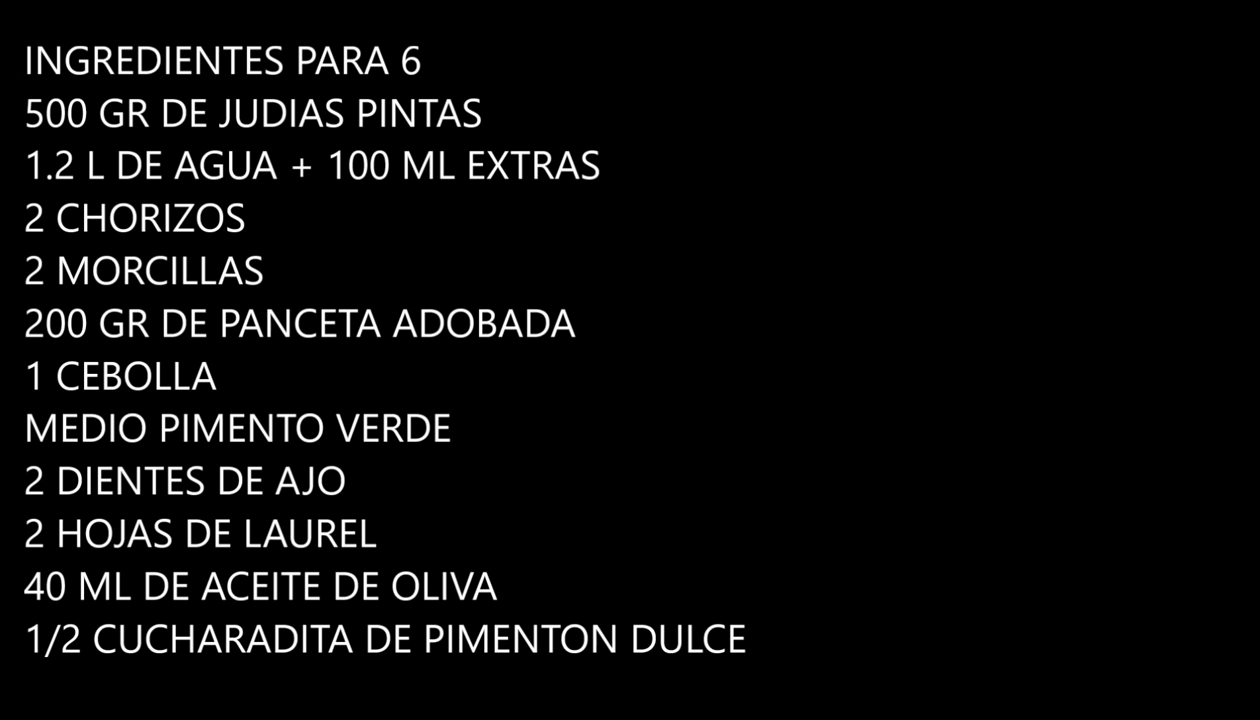 INGREDIENTES PARA 6
500 GR DE JUDIAS PINTAS
1.2 L DE AGUA + 100 ML EXTRAS
2 CHORIZOS
2 MORCILLAS
200 GR DE PANCETA ADOBADA
1 CEBOLLA
MEDIO PIMENTO VERDE
2 DIENTES DE AJO
2 HOJAS DE LAUREL
40 ML DE ACEITE DE OLIVA
1/2 CUCHARADITA DE PIMENTON DULCE